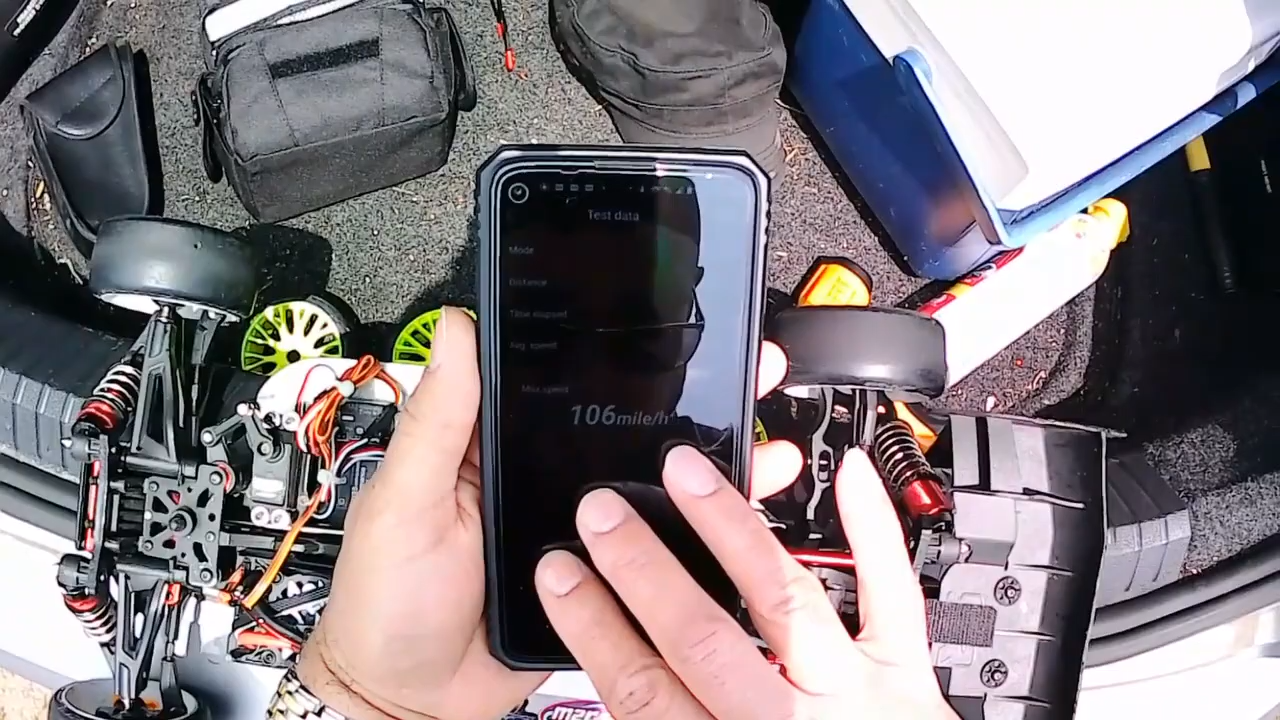 Test data
Mode
Distance
Time elapsed
Avg. speed
Max speed
106mile/h